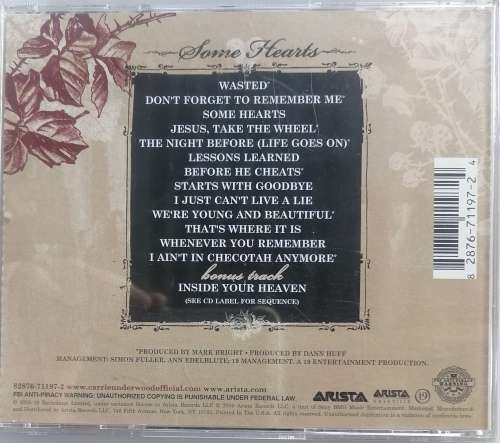 Some Hearts
WASTED*
DON'T FORGET TO REMEMBER ME*
SOME HEARTS
JESUS, TAKE THE WHEEL*
THE NIGHT BEFORE (LIFE GOES ON)*
LESSONS LEARNED
BEFORE HE CHEATS*
STARTS WITH GOODBYE
I JUST CAN'T LIVE A LIE
WE'RE YOUNG AND BEAUTIFUL*
THAT'S WHERE IT IS
WHENEVER YOU REMEMBER
I AIN'T IN CHECOTAH ANYMORE*
bonus track
INSIDE YOUR HEAVEN
(SEE CD LABEL FOR SEQUENCE)
8 2876-71197-2 4
*PRODUCED BY MARK BRIGHT • PRODUCED BY DANN HUFF
MANAGEMENT: SIMON FULLER, ANN EDELBLUTE; 19 MANAGEMENT. A 19 ENTERTAINMENT PRODUCTION.
82876-71197-2 www.carrieunderwoodofficial.com www.arista.com
FBI ANTI-PIRACY WARNING: UNAUTHORIZED COPYING IS PUNISHABLE UNDER FEDERAL LAW.
ARISTA
ARISTA
NASHVILLE
19